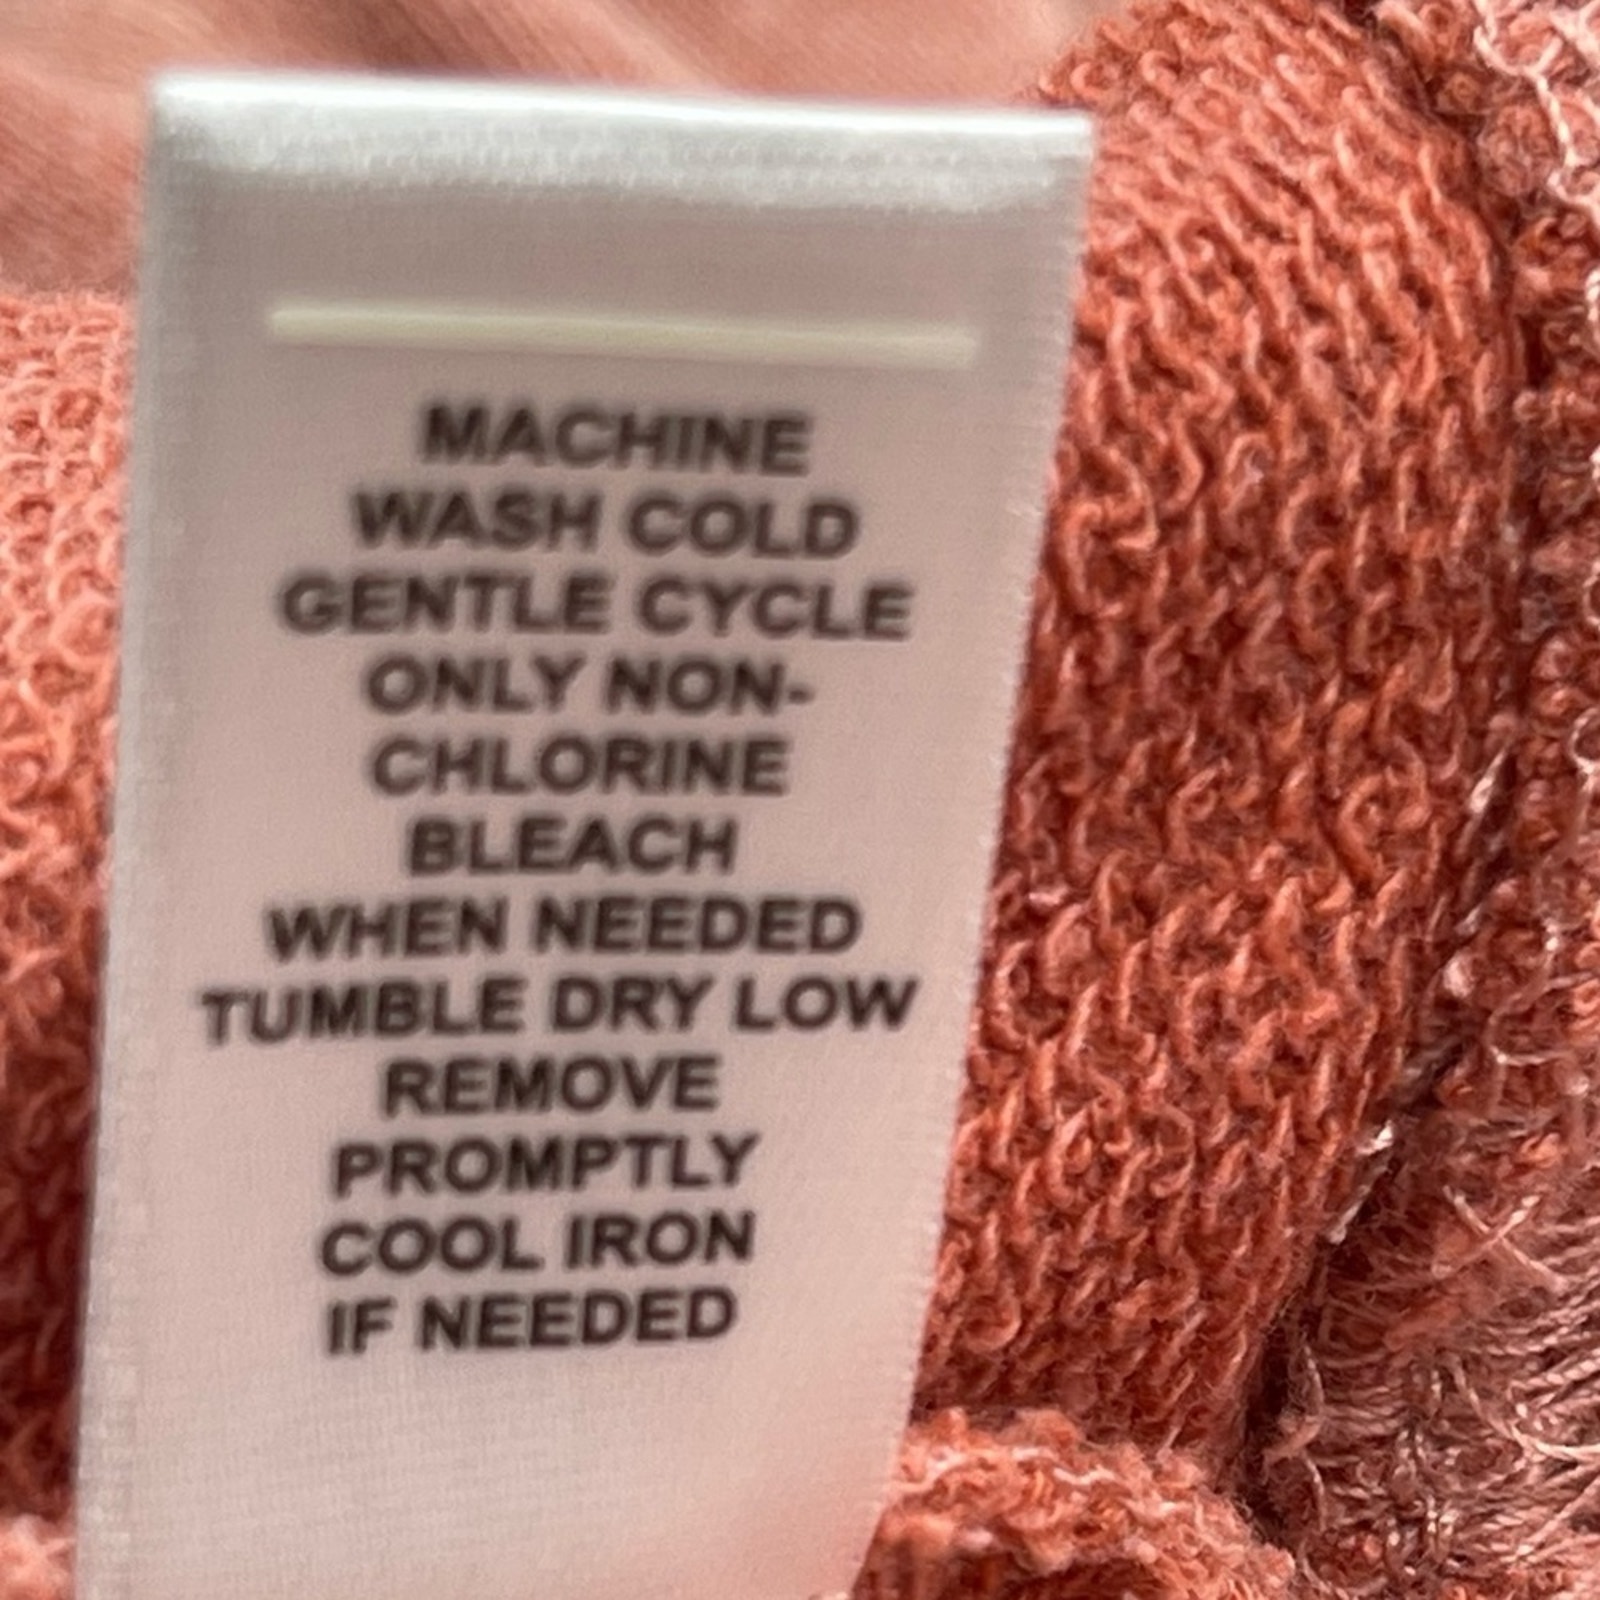 MACHINE
WASH COLD
GENTLE CYCLE
ONLY NON-
CHLORINE
BLEACH
WHEN NEEDED
TUMBLE DRY LOW
REMOVE
PROMPTLY
COOL IRON
IF NEEDED